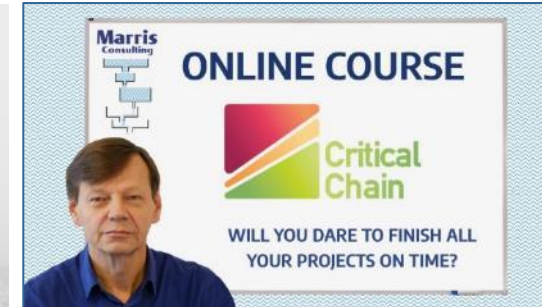 Marris
Consulting
ONLINE COURSE
Critical
Chain
WILL YOU DARE TO FINISH ALL
YOUR PROJECTS ON TIME?